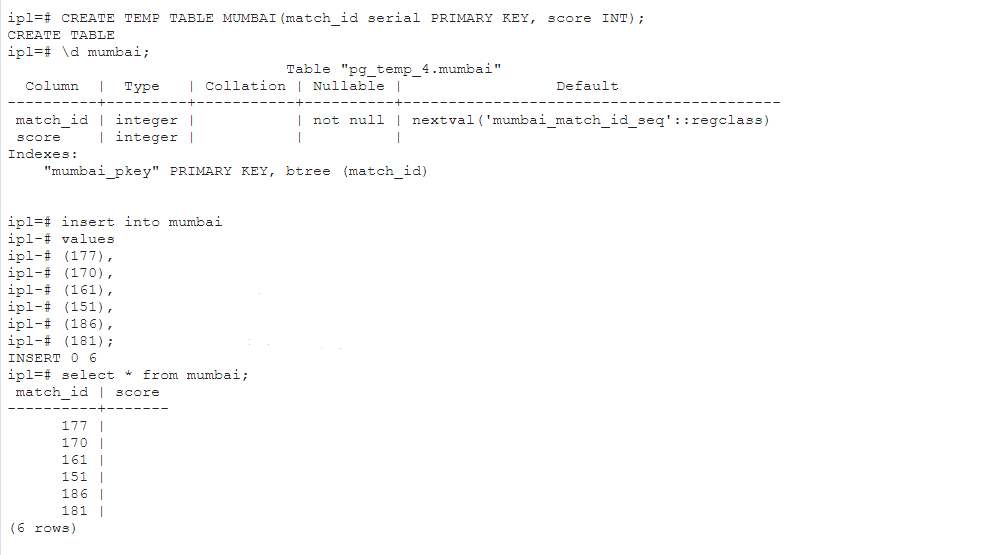 ipl=# CREATE TEMP TABLE MUMBAI(match_id serial PRIMARY KEY, score INT);
CREATE TABLE
ipl=# \d mumbai;
                               Table "pg_temp_4.mumbai"
  Column  |  Type   | Collation | Nullable |                 Default
----------+---------+-----------+----------+------------------------------------------
 match_id | integer |           | not null | nextval('mumbai_match_id_seq'::regclass)
 score    | integer |           |          |
Indexes:
    "mumbai_pkey" PRIMARY KEY, btree (match_id)
ipl=# insert into mumbai
ipl-# values
ipl-# (177),
ipl-# (170),
ipl-# (161),
ipl-# (151),
ipl-# (186),
ipl-# (181);
INSERT 0 6
ipl=# select * from mumbai;
 match_id | score
----------+-------
      177 |
      170 |
      161 |
      151 |
      186 |
      181 |
(6 rows)